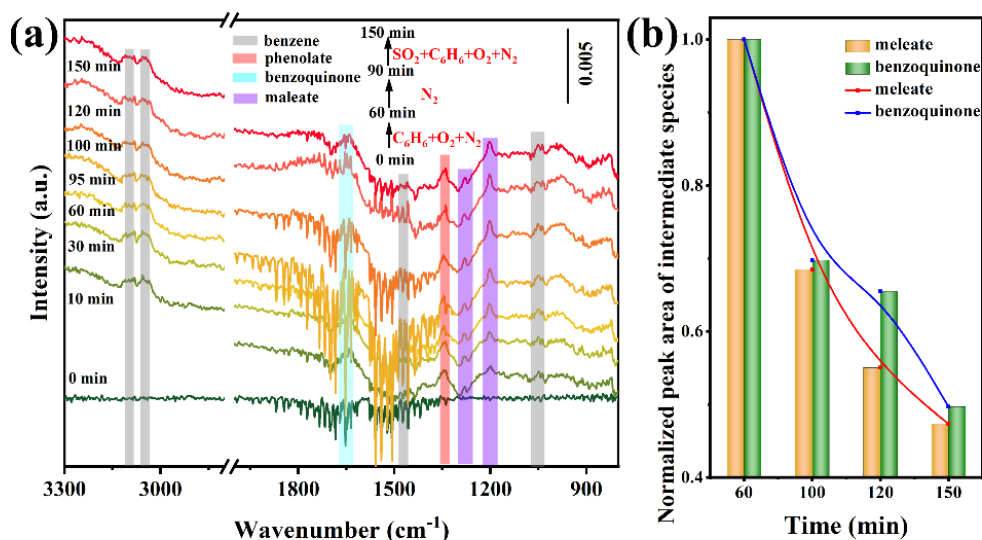 (a)
benzene
phenolate
benzoquinone
maleate
150 min
SO₂+C₆H₆+O₂+N₂
90 min
N₂
60 min
C₆H₆+O₂+N₂
0 min
0.005
150 min
120 min
100 min
95 min
60 min
30 min
10 min
0 min
Intensity (a.u.)
3300 3000 1800 1500 1200 900
Wavenumber (cm⁻¹)
(b)
meleate
benzoquinone
meleate
benzoquinone
Normalized peak area of intermediate species
1.0
0.8
0.6
0.4
60 100 120 150
Time (min)